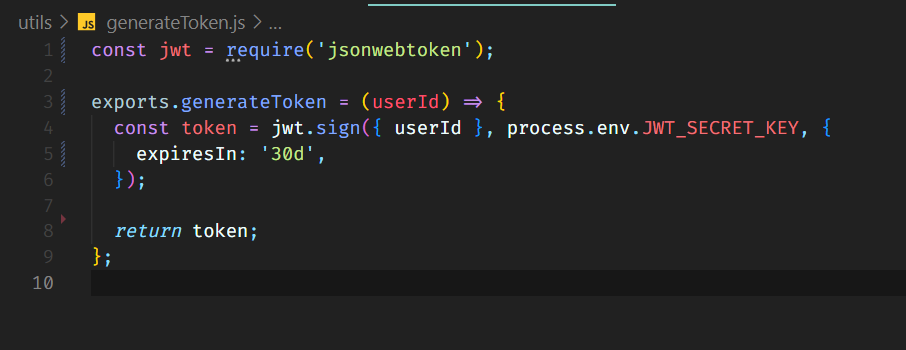 utils > JS generateToken.js > ...
1 const jwt = require('jsonwebtoken');
2
3 exports.generateToken = (userId) => {
4 const token = jwt.sign({ userId }, process.env.JWT_SECRET_KEY, {
5 expiresIn: '30d',
6 });
7
8 return token;
9 };
10